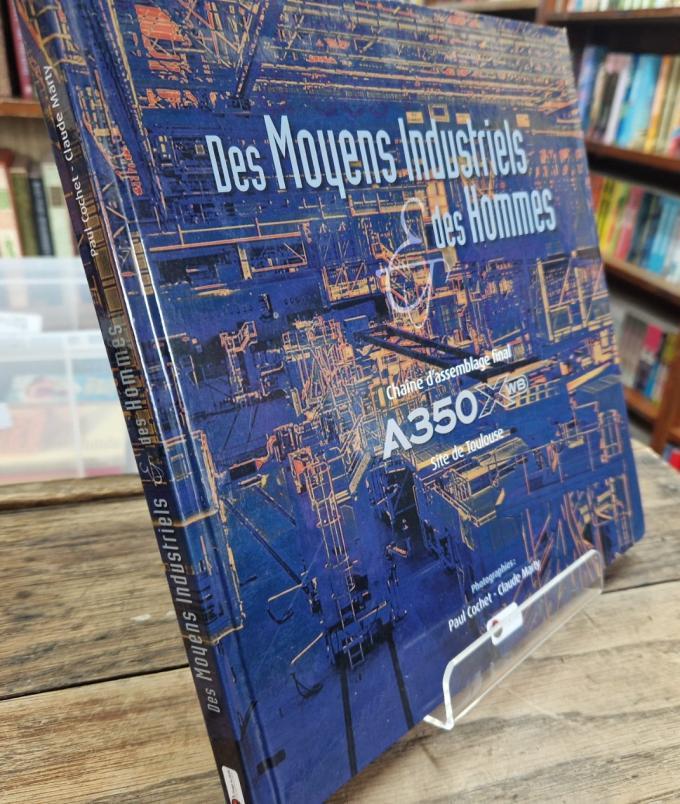 Des Moyens Industriels
& des Hommes
Chaîne d'assemblage final
A350 XWB
Site de Toulouse
Photographies :
Paul Cochet - Claude Marty
Des Moyens Industriels & des Hommes
Paul Cochet - Claude Marty